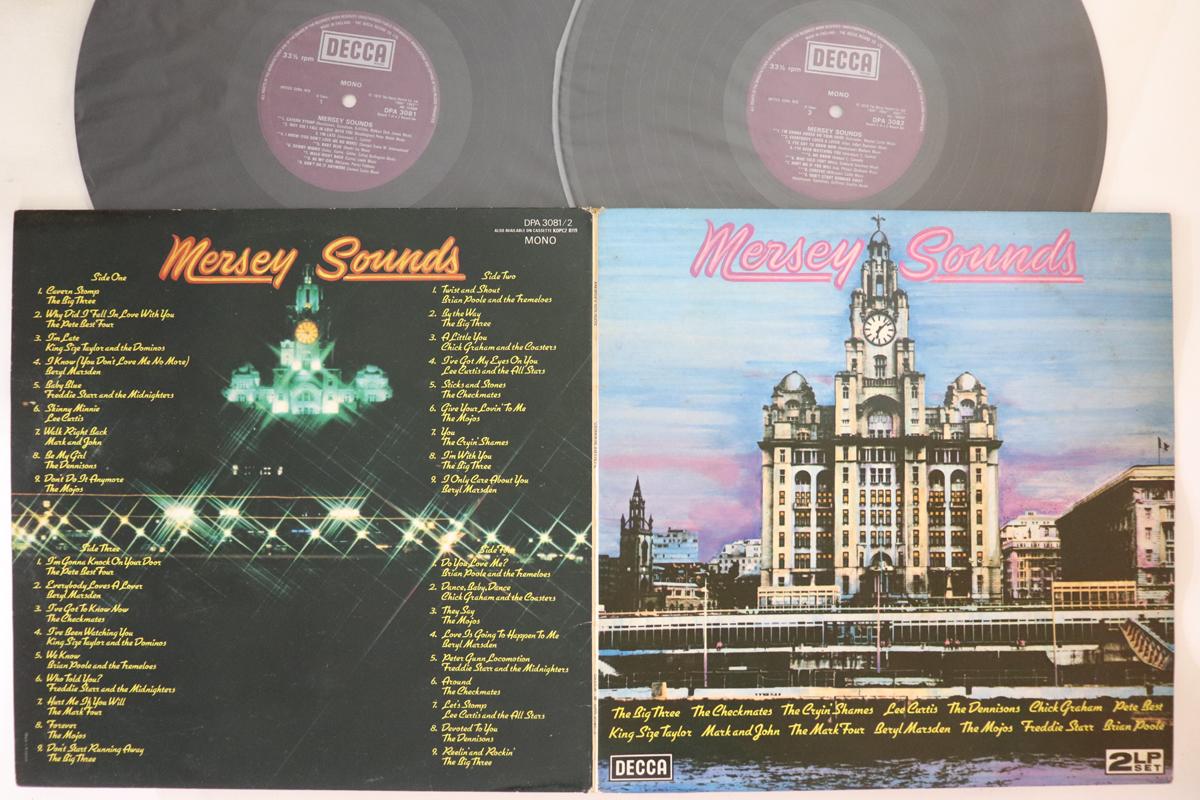 DECCA
33⅓ rpm
MONO
1
DPA 3081
MERSEY SOUNDS
DECCA
33⅓ rpm
MONO
DPA 3082
MERSEY SOUNDS
DPA 3081/2
ALSO AVAILABLE ON CASSETTE KDPC2 8119
MONO
Mersey Sounds
Side One
1. Cavern Stomp
The Big Three
2. Why Did I Fall In Love With You
The Pete Best Four
3. I'm Late
King Size Taylor and the Dominos
4. I Know (You Don't Love Me No More)
Beryl Marsden
5. Baby Blue
Freddie Starr and the Midnighters
6. Skinny Minnie
Lee Curtis
7. Walk Right Back
Mark and John
8. Be My Girl
The Dennisons
9. Don't Do It Anymore
The Mojos
Side Two
1. Twist and Shout
Brian Poole and the Tremeloes
2. By the Way
The Big Three
3. A Little You
Chick Graham and the Coasters
4. I've Got My Eyes On You
Lee Curtis and the All Stars
5. Sticks and Stones
The Checkmates
6. Give Your Lovin' To Me
The Mojos
7. You
The Cryin' Shames
8. I'm With You
The Big Three
9. I Only Care About You
Beryl Marsden
Side Three
1. I'm Gonna Knock On Your Door
The Pete Best Four
2. Everybody Loves A Lover
Beryl Marsden
3. I've Got To Know Now
The Checkmates
4. I've Been Watching You
King Size Taylor and the Dominos
5. We Know
Brian Poole and the Tremeloes
6. Who Told You?
Freddie Starr and the Midnighters
7. Hurt Me If You Will
The Mark Four
8. Forever
The Mojos
9. Don't Start Running Away
The Big Three
Side Four
1. Do You Love Me?
Brian Poole and the Tremeloes
2. Dance, Baby, Dance
Chick Graham and the Coasters
3. They Say
The Mojos
4. Love Is Going To Happen To Me
Beryl Marsden
5. Peter Gunn Locomotion
Freddie Starr and the Midnighters
6. Around
The Checkmates
7. Let's Stomp
Lee Curtis and the All Stars
8. Devoted To You
The Dennisons
9. Reelin' and Rockin'
The Big Three
Mersey Sounds
The Big Three The Checkmates The Cryin' Shames Lee Curtis The Dennisons Chick Graham Pete Best
King Size Taylor Mark and John The Mark Four Beryl Marsden The Mojos Freddie Starr Brian Poole
DECCA
2 LP SET